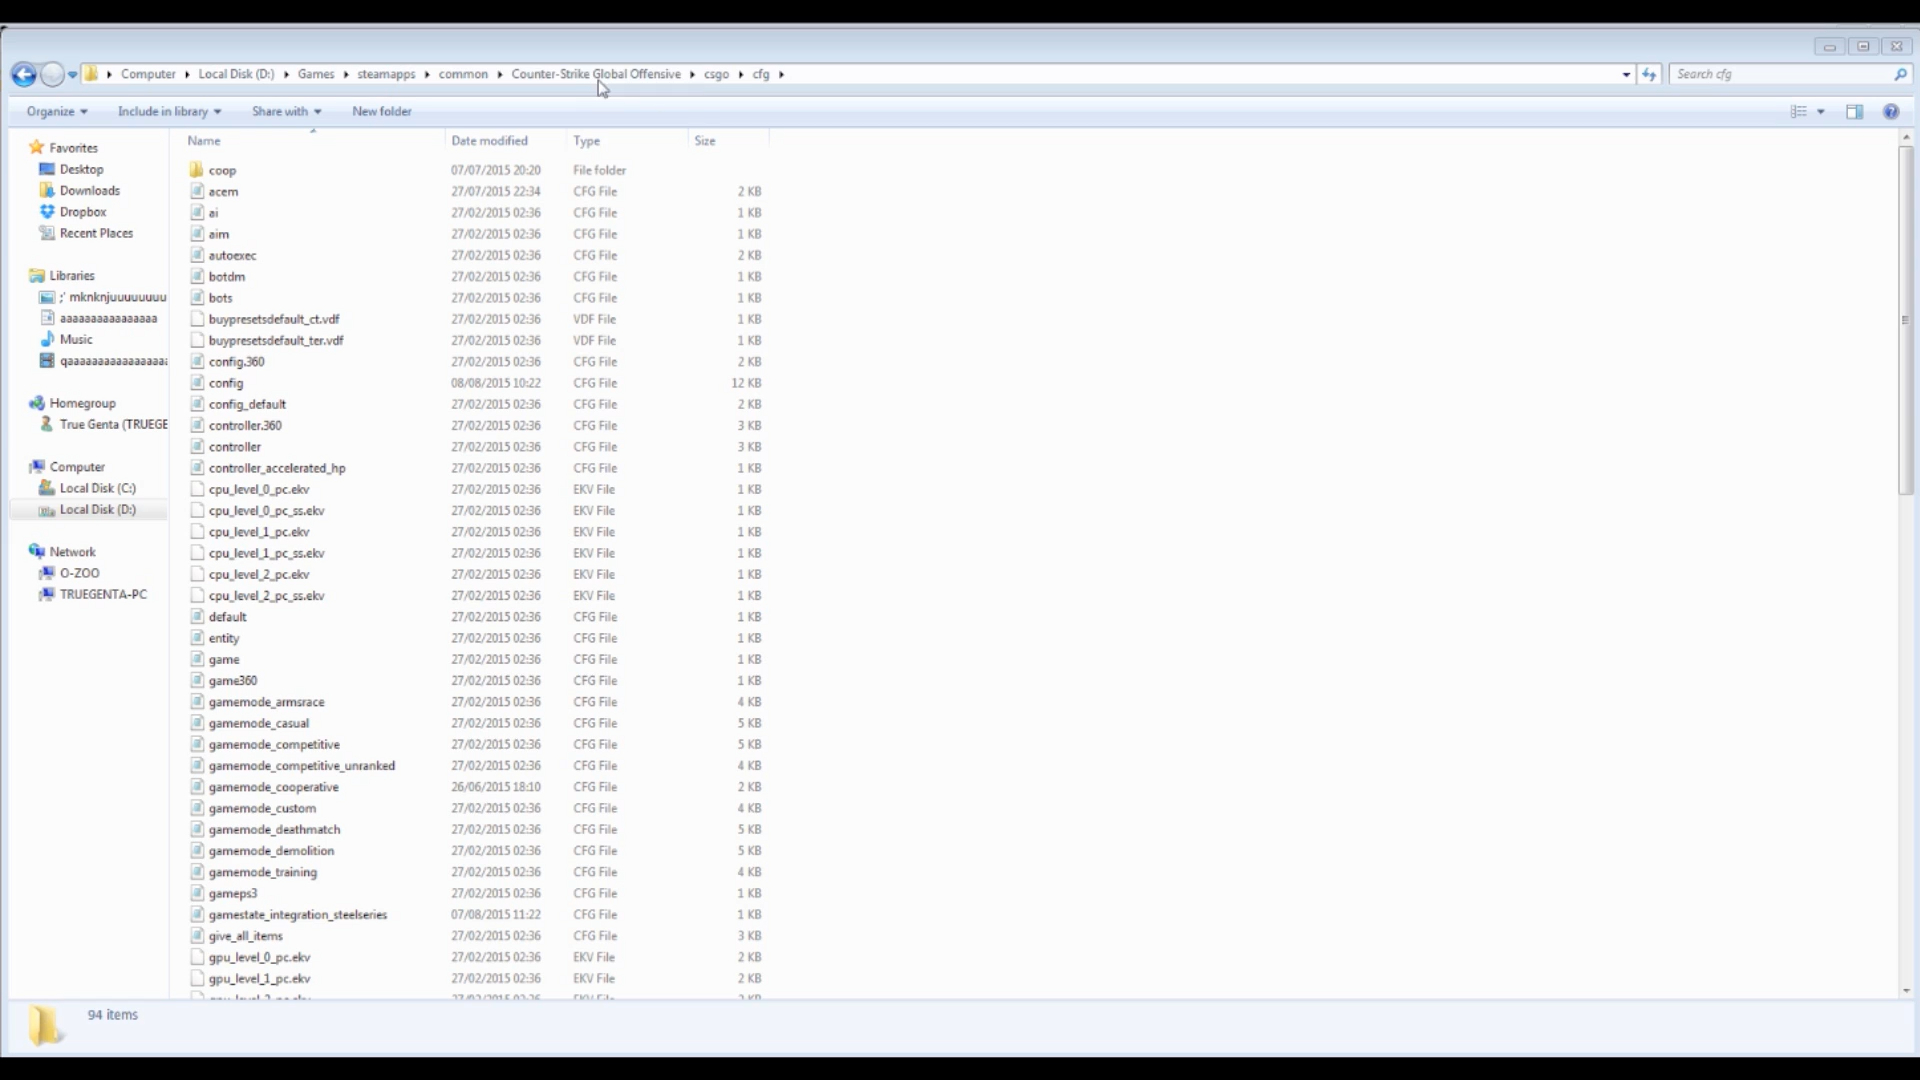 Computer Local Disk (D:) Games steamapps common Counter-Strike Global Offensive csgo cfg Search cfg
Organize Include in library Share with New folder
Favorites
Desktop
Downloads
Dropbox
Recent Places
Libraries
;' mknknjuuuuuuuu
aaaaaaaaaaaaaaaa
Music
qaaaaaaaaaaaaaaaa
Homegroup
True Genta (TRUEGE
Computer
Local Disk (C:)
Local Disk (D:)
Network
O-ZOO
TRUEGENTA-PC
Name Date modified Type Size
coop 07/07/2015 20:20 File folder
acem 27/07/2015 22:34 CFG File 2 KB
ai 27/02/2015 02:36 CFG File 1 KB
aim 27/02/2015 02:36 CFG File 1 KB
autoexec 27/02/2015 02:36 CFG File 2 KB
botdm 27/02/2015 02:36 CFG File 1 KB
bots 27/02/2015 02:36 CFG File 1 KB
buypresetsdefault_ct.vdf 27/02/2015 02:36 VDF File 1 KB
buypresetsdefault_ter.vdf 27/02/2015 02:36 VDF File 1 KB
config.360 27/02/2015 02:36 CFG File 2 KB
config 08/08/2015 10:22 CFG File 12 KB
config_default 27/02/2015 02:36 CFG File 2 KB
controller.360 27/02/2015 02:36 CFG File 3 KB
controller 27/02/2015 02:36 CFG File 3 KB
controller_accelerated_hp 27/02/2015 02:36 CFG File 1 KB
cpu_level_0_pc.ekv 27/02/2015 02:36 EKV File 1 KB
cpu_level_0_pc_ss.ekv 27/02/2015 02:36 EKV File 1 KB
cpu_level_1_pc.ekv 27/02/2015 02:36 EKV File 1 KB
cpu_level_1_pc_ss.ekv 27/02/2015 02:36 EKV File 1 KB
cpu_level_2_pc.ekv 27/02/2015 02:36 EKV File 1 KB
cpu_level_2_pc_ss.ekv 27/02/2015 02:36 EKV File 1 KB
default 27/02/2015 02:36 CFG File 1 KB
entity 27/02/2015 02:36 CFG File 1 KB
game 27/02/2015 02:36 CFG File 1 KB
game360 27/02/2015 02:36 CFG File 1 KB
gamemode_armsrace 27/02/2015 02:36 CFG File 4 KB
gamemode_casual 27/02/2015 02:36 CFG File 5 KB
gamemode_competitive 27/02/2015 02:36 CFG File 5 KB
gamemode_competitive_unranked 27/02/2015 02:36 CFG File 4 KB
gamemode_cooperative 26/06/2015 18:10 CFG File 2 KB
gamemode_custom 27/02/2015 02:36 CFG File 4 KB
gamemode_deathmatch 27/02/2015 02:36 CFG File 5 KB
gamemode_demolition 27/02/2015 02:36 CFG File 5 KB
gamemode_training 27/02/2015 02:36 CFG File 4 KB
gameps3 27/02/2015 02:36 CFG File 1 KB
gamestate_integration_steelseries 07/08/2015 11:22 CFG File 1 KB
give_all_items 27/02/2015 02:36 CFG File 3 KB
gpu_level_0_pc.ekv 27/02/2015 02:36 EKV File 2 KB
gpu_level_1_pc.ekv 27/02/2015 02:36 EKV File 2 KB
94 items